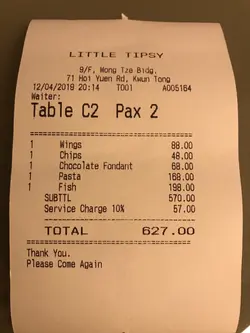 LITTLE TIPSY
9/F, Wong Tze Bldg.
71 Hoi Yuen Rd, Kwun Tong
12/04/2019 20:14 T001 A005164
Waiter:
Table C2 Pax 2
1 Wings 88.00
1 Chips 48.00
1 Chocolate Fondant 68.00
1 Pasta 168.00
1 Fish 198.00
SUBTTL 570.00
Service Charge 10% 57.00
TOTAL 627.00
Thank You.
Please Come Again